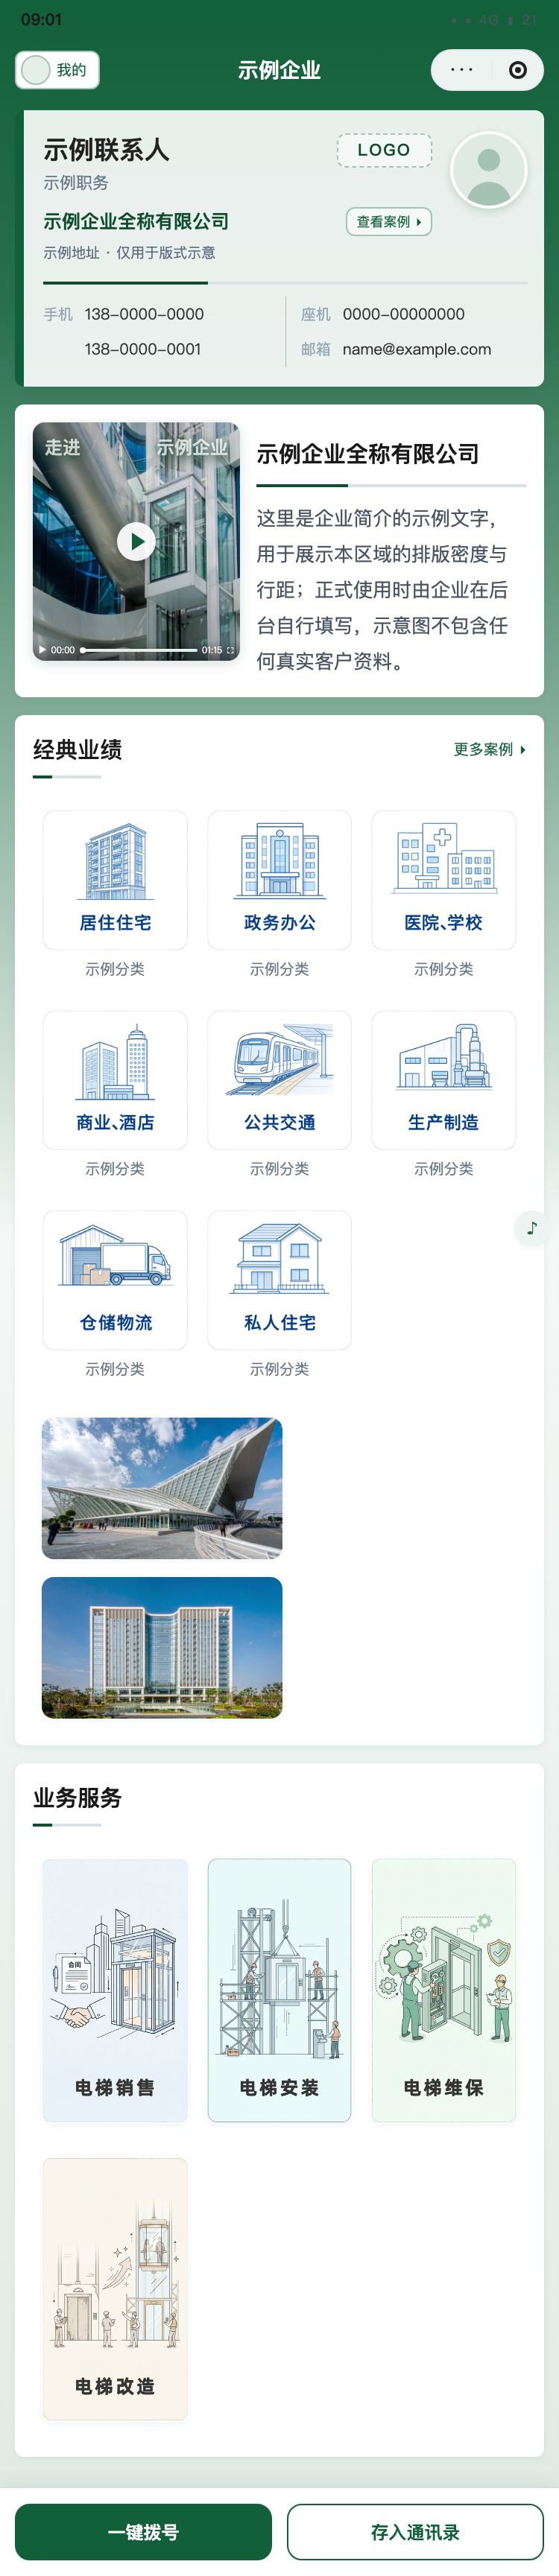 09:01
4G 21
我的
示例企业
示例联系人
LOGO
示例职务
示例企业全称有限公司
查看案例
示例地址 · 仅用于版式示意
手机 138-0000-0000
座机 0000-00000000
138-0000-0001
邮箱 name@example.com
走进 示例企业
00:00 01:15
示例企业全称有限公司
这里是企业简介的示例文字，
用于展示本区域的排版密度与
行距；正式使用时由企业在后
台自行填写，示意图不包含任
何真实客户资料。
经典业绩
更多案例
居住住宅
政务办公
医院、学校
示例分类
示例分类
示例分类
商业、酒店
公共交通
生产制造
示例分类
示例分类
示例分类
仓储物流
私人住宅
示例分类
示例分类
业务服务
合同
电梯销售
电梯安装
电梯维保
电梯改造
一键拨号
存入通讯录